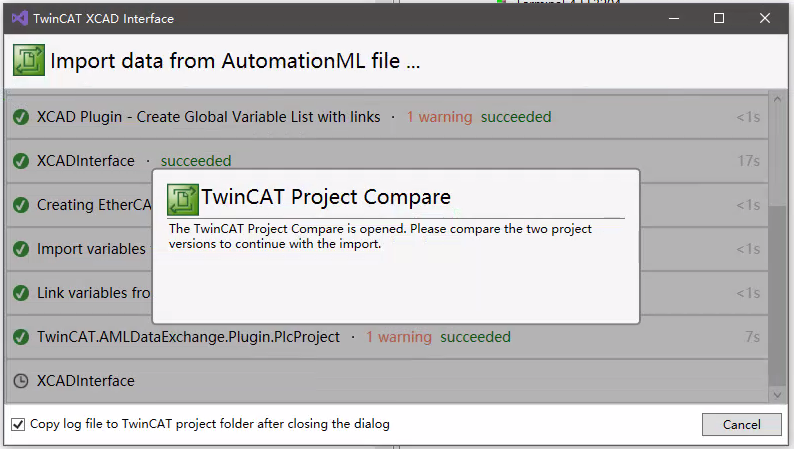 TwinCAT XCAD Interface
Import data from AutomationML file ...
XCAD Plugin - Create Global Variable List with links · 1 warning succeeded <1s
XCADInterface · succeeded 17s
TwinCAT Project Compare
Creating EtherCA <1s
The TwinCAT Project Compare is opened. Please compare the two project
versions to continue with the import.
Import variables <1s
Link variables fro <1s
TwinCAT.AMLDataExchange.Plugin.PlcProject · 1 warning succeeded 7s
XCADInterface
Copy log file to TwinCAT project folder after closing the dialog
Cancel